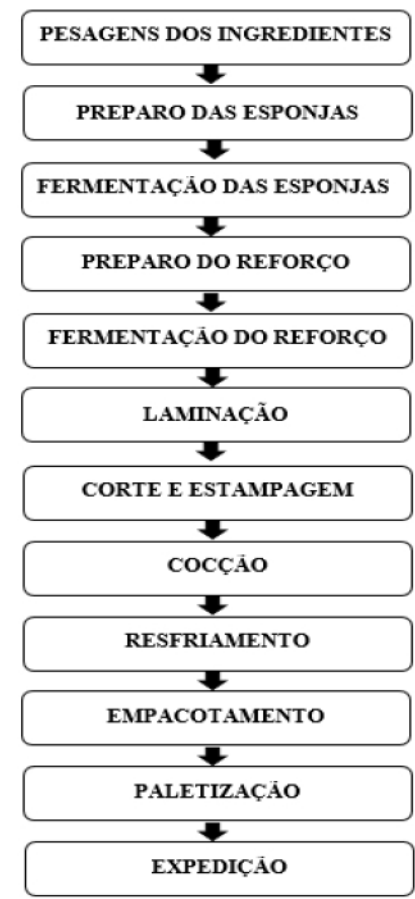 PESAGENS DOS INGREDIENTES
PREPARO DAS ESPONJAS
FERMENTAÇÃO DAS ESPONJAS
PREPARO DO REFORÇO
FERMENTAÇÃO DO REFORÇO
LAMINAÇÃO
CORTE E ESTAMPAGEM
COCÇÃO
RESFRIAMENTO
EMPACOTAMENTO
PALETIZAÇÃO
EXPEDIÇÃO